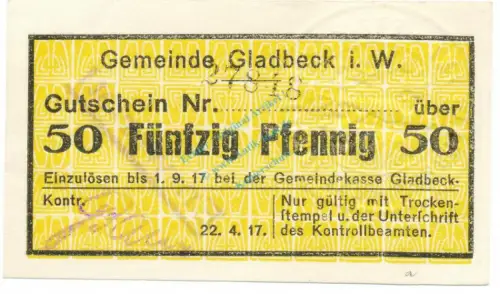 Gemeinde Gladbeck i. W.
Gutschein Nr. 27818 über
50 Fünfzig Pfennig 50
Einzulösen bis 1. 9. 17 bei der Gemeindekasse Gladbeck-
Kontr.
22. 4. 17.
Nur gültig mit Trocken-
stempel u. der Unterschrift
des Kontrollbeamten.
a